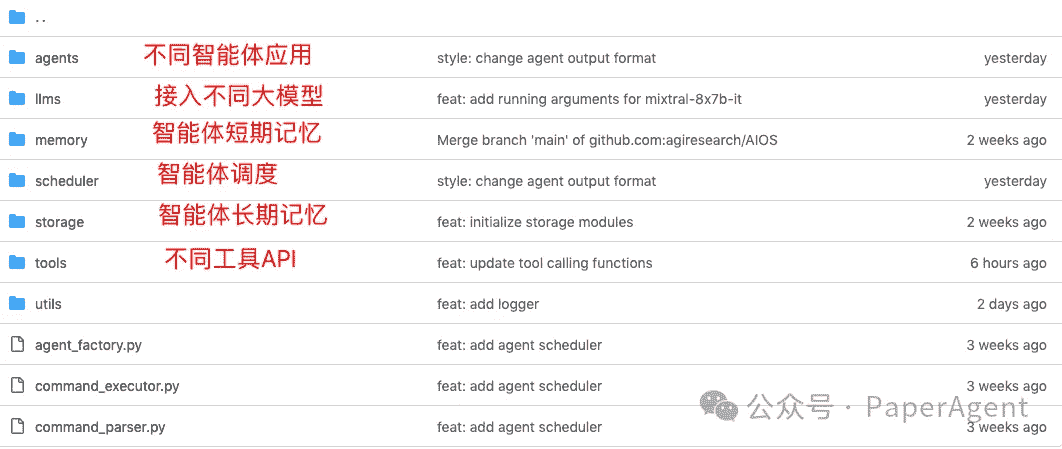 ..
agents 不同智能体应用 style: change agent output format yesterday
llms 接入不同大模型 feat: add running arguments for mixtral-8x7b-it yesterday
memory 智能体短期记忆 Merge branch 'main' of github.com:agiresearch/AIOS 2 weeks ago
scheduler 智能体调度 style: change agent output format yesterday
storage 智能体长期记忆 feat: initialize storage modules 2 weeks ago
tools 不同工具API feat: update tool calling functions 6 hours ago
utils feat: add logger 2 days ago
agent_factory.py feat: add agent scheduler 3 weeks ago
command_executor.py feat: add agent scheduler 3 weeks ago
公众号 · PaperAgent
command_parser.py feat: add agent scheduler 3 weeks ago